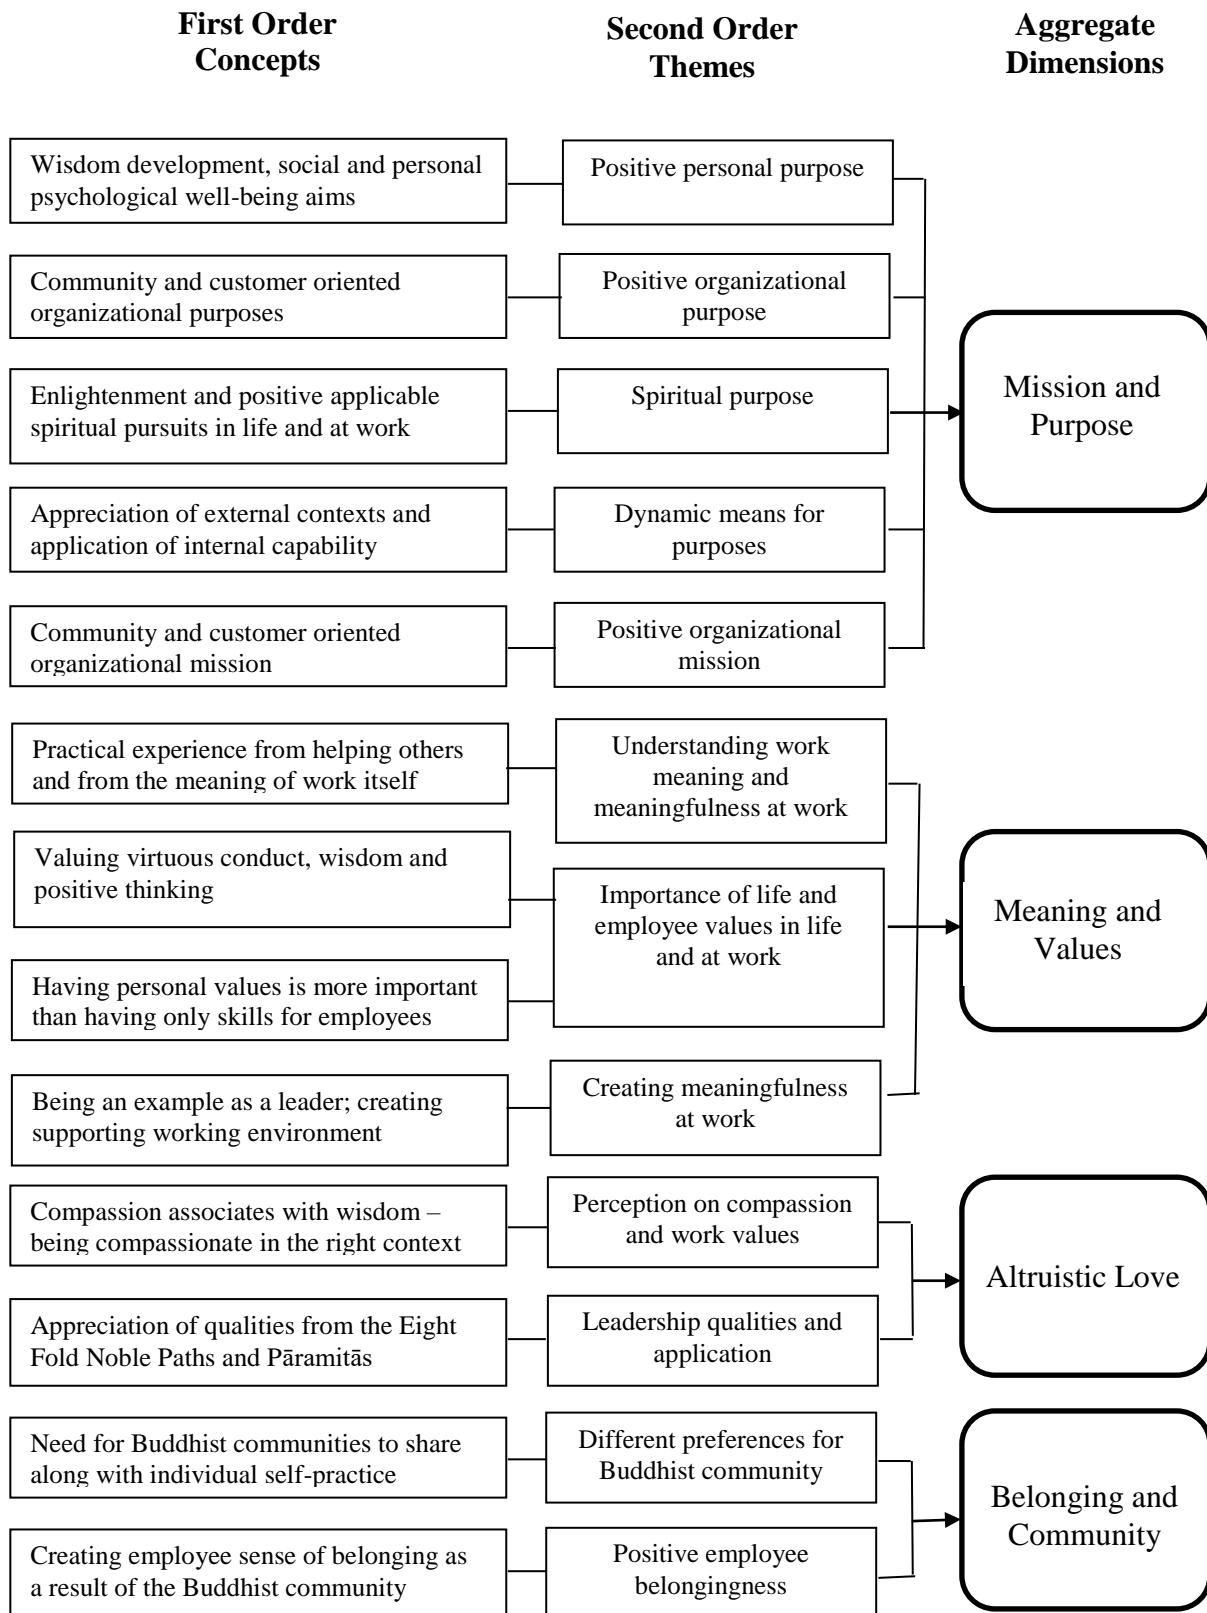 First Order
Concepts
Second Order
Themes
Aggregate
Dimensions
Wisdom development, social and personal
psychological well-being aims
Positive personal purpose
Community and customer oriented
organizational purposes
Positive organizational
purpose
Enlightenment and positive applicable
spiritual pursuits in life and at work
Spiritual purpose
Mission and
Purpose
Appreciation of external contexts and
application of internal capability
Dynamic means for
purposes
Community and customer oriented
organizational mission
Positive organizational
mission
Practical experience from helping others
and from the meaning of work itself
Understanding work
meaning and
meaningfulness at work
Valuing virtuous conduct, wisdom and
positive thinking
Importance of life and
employee values in life
and at work
Meaning and
Values
Having personal values is more important
than having only skills for employees
Being an example as a leader; creating
supporting working environment
Creating meaningfulness
at work
Compassion associates with wisdom –
being compassionate in the right context
Perception on compassion
and work values
Altruistic Love
Appreciation of qualities from the Eight
Fold Noble Paths and Pāramitās
Leadership qualities and
application
Need for Buddhist communities to share
along with individual self-practice
Different preferences for
Buddhist community
Belonging and
Community
Creating employee sense of belonging as
a result of the Buddhist community
Positive employee
belongingness